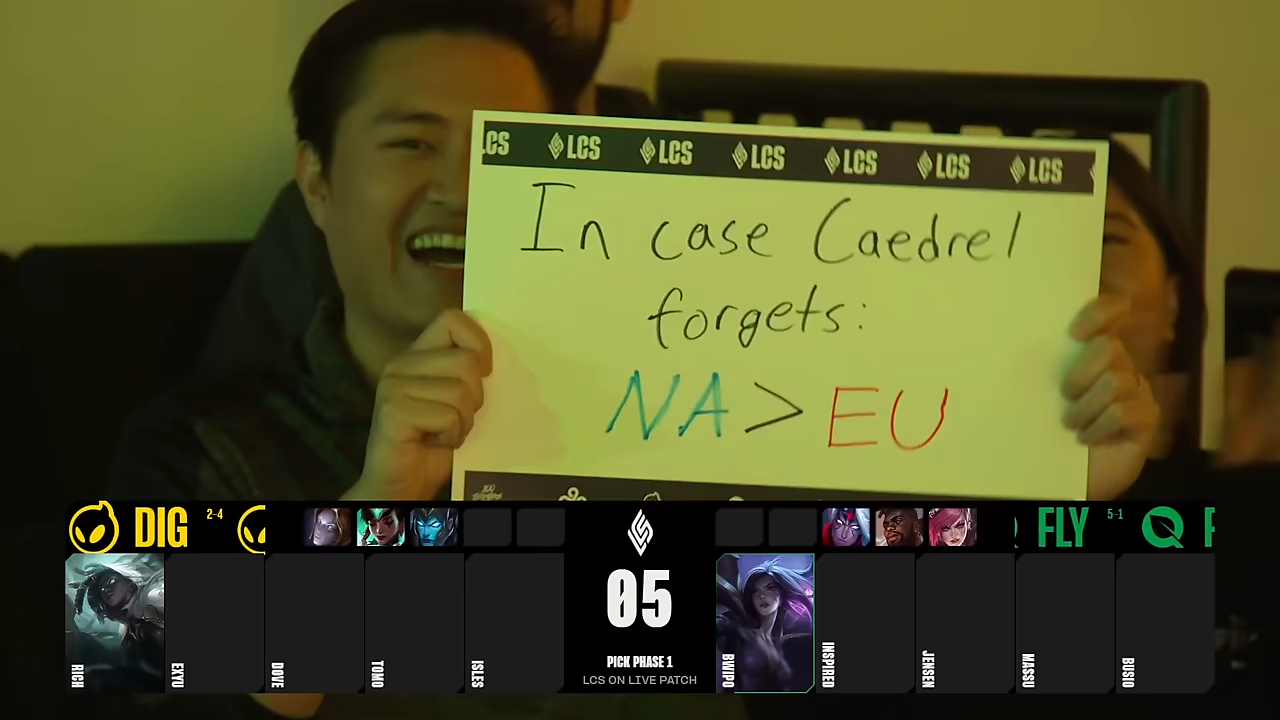 CS LCS LCS LCS LCS LCS LCS
In case Caedrel
forgets:
NA > EU
DIG 2-4
FLY 5-1
05
PICK PHASE 1
LCS ON LIVE PATCH
RICH
EXYU
DOVE
TOMO
ISLES
BWIPO
INSPIRED
JENSEN
MASSU
BUSIO